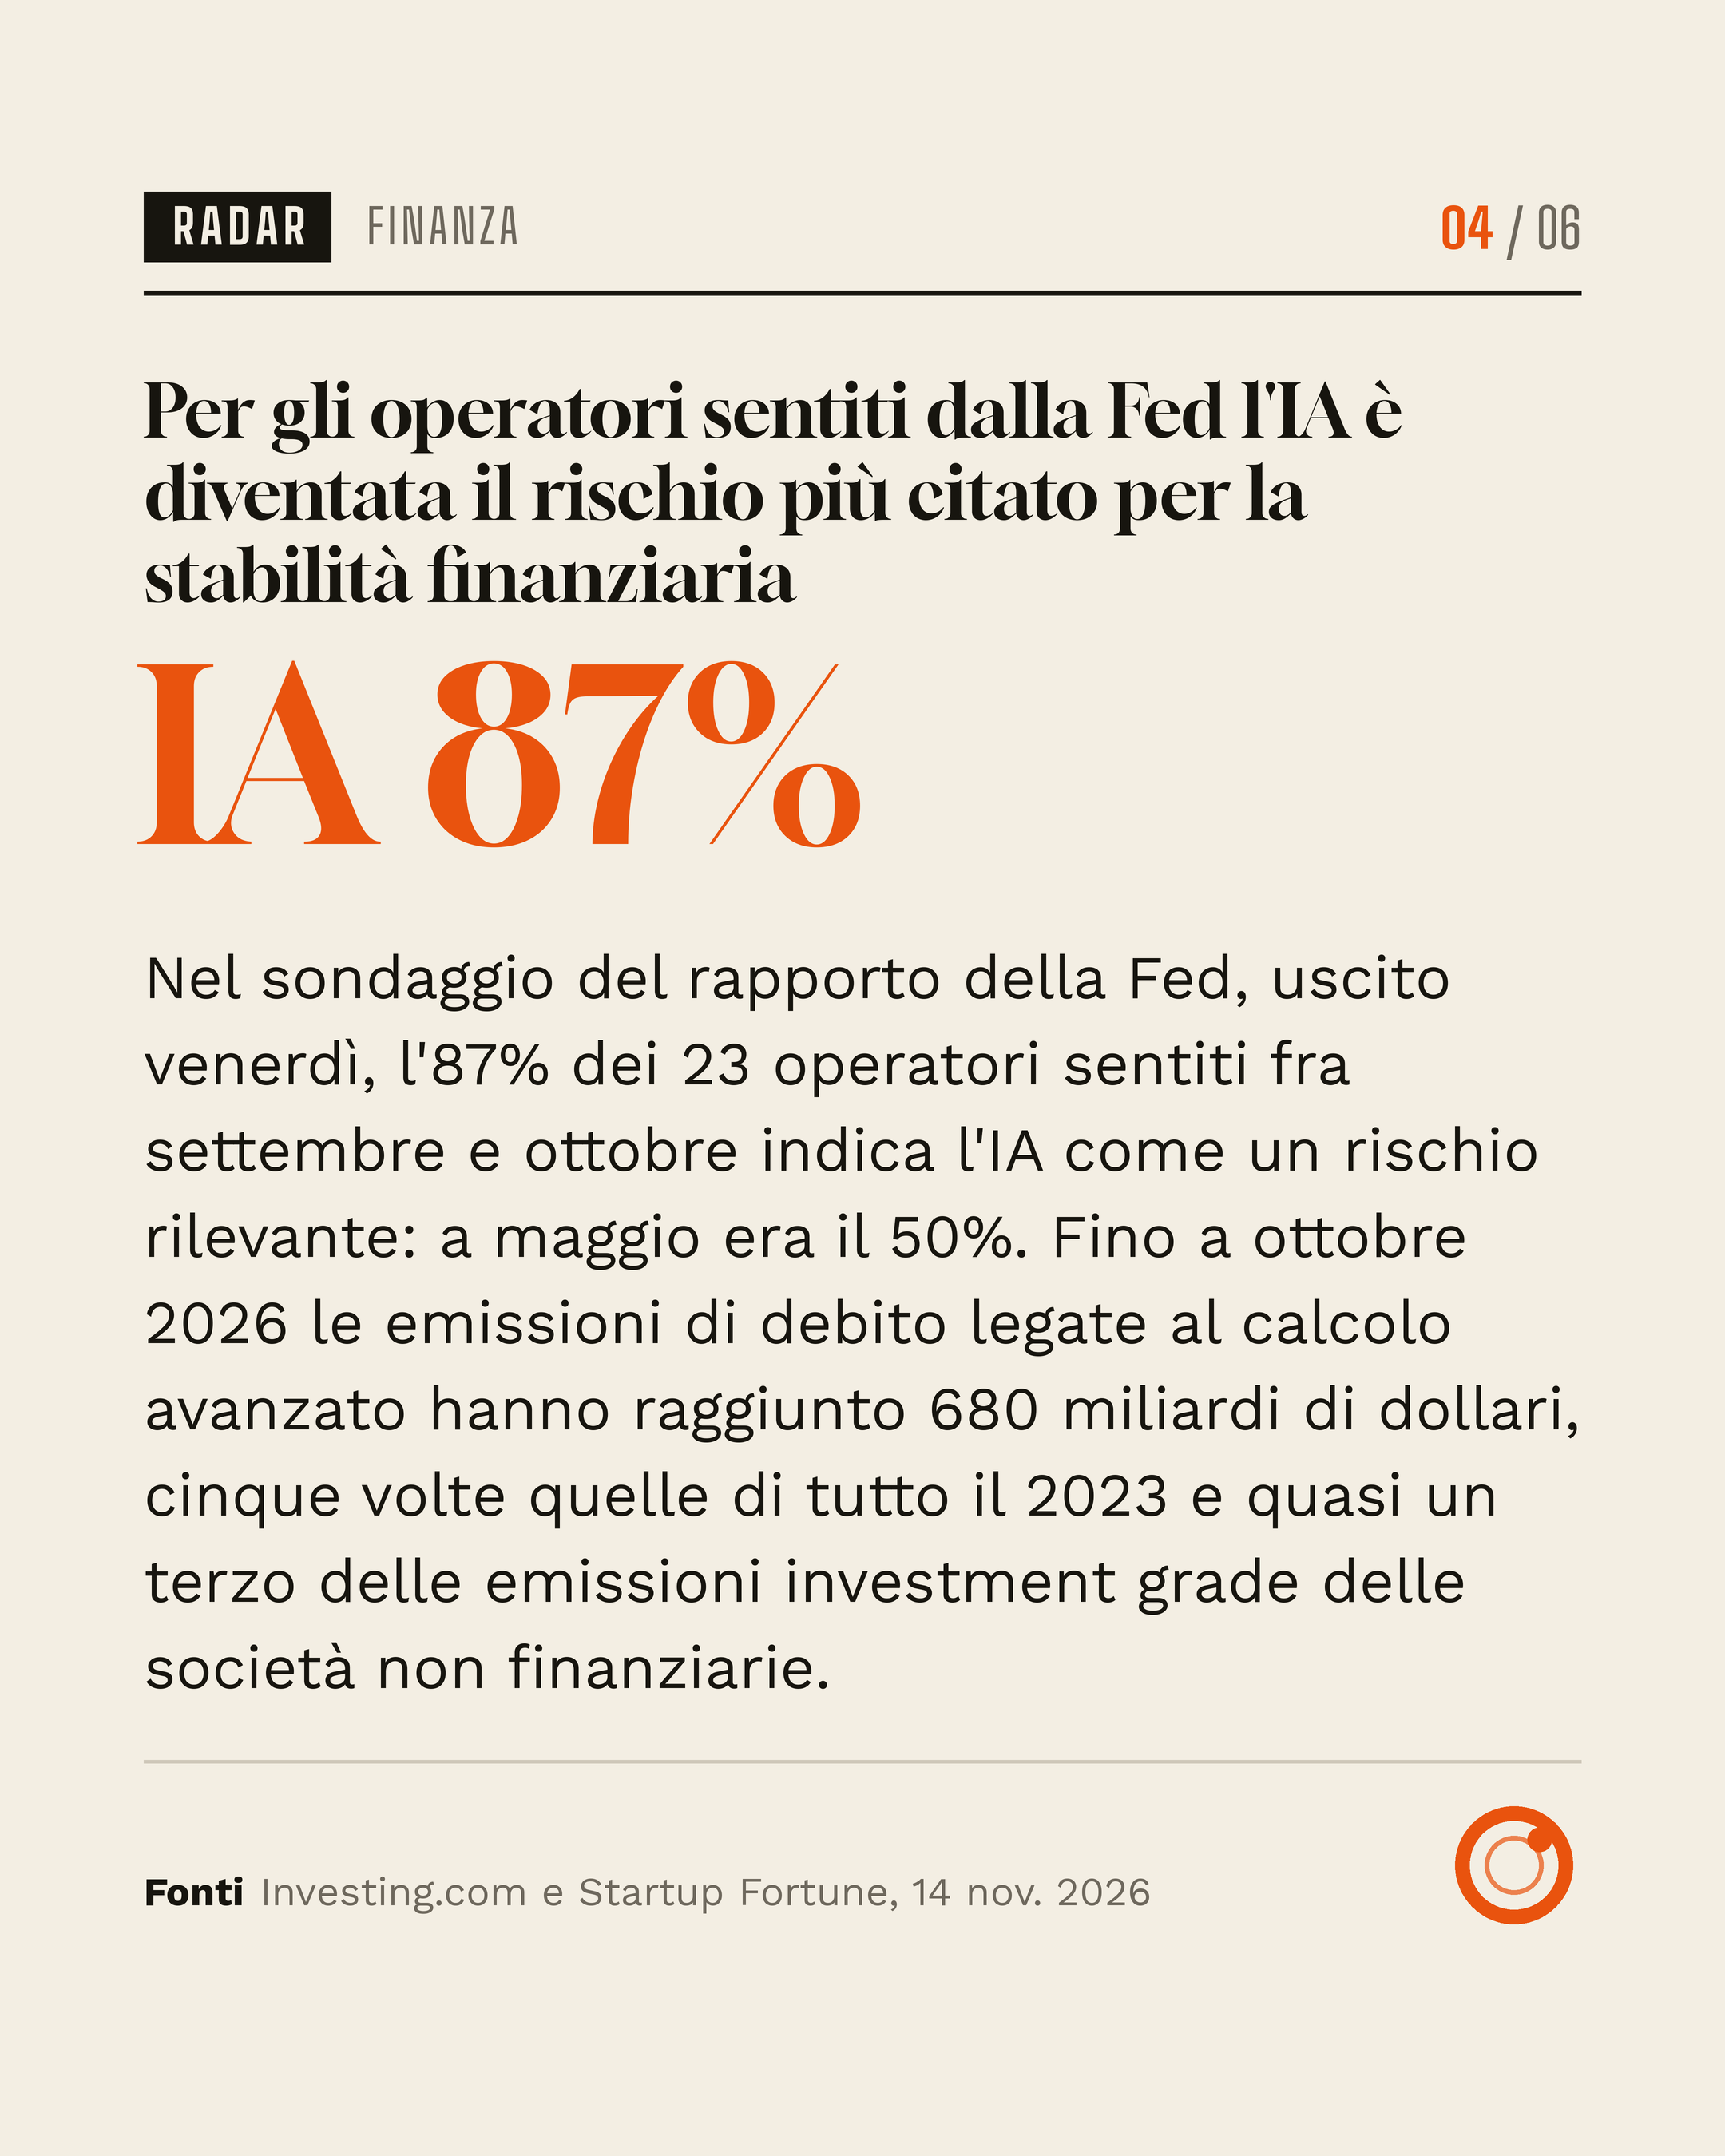 RADAR FINANZA 04 / 06
Per gli operatori sentiti dalla Fed l'IA è
diventata il rischio più citato per la
stabilità finanziaria
IA 87%
Nel sondaggio del rapporto della Fed, uscito
venerdì, l'87% dei 23 operatori sentiti fra
settembre e ottobre indica l'IA come un rischio
rilevante: a maggio era il 50%. Fino a ottobre
2026 le emissioni di debito legate al calcolo
avanzato hanno raggiunto 680 miliardi di dollari,
cinque volte quelle di tutto il 2023 e quasi un
terzo delle emissioni investment grade delle
società non finanziarie.
Fonti Investing.com e Startup Fortune, 14 nov. 2026